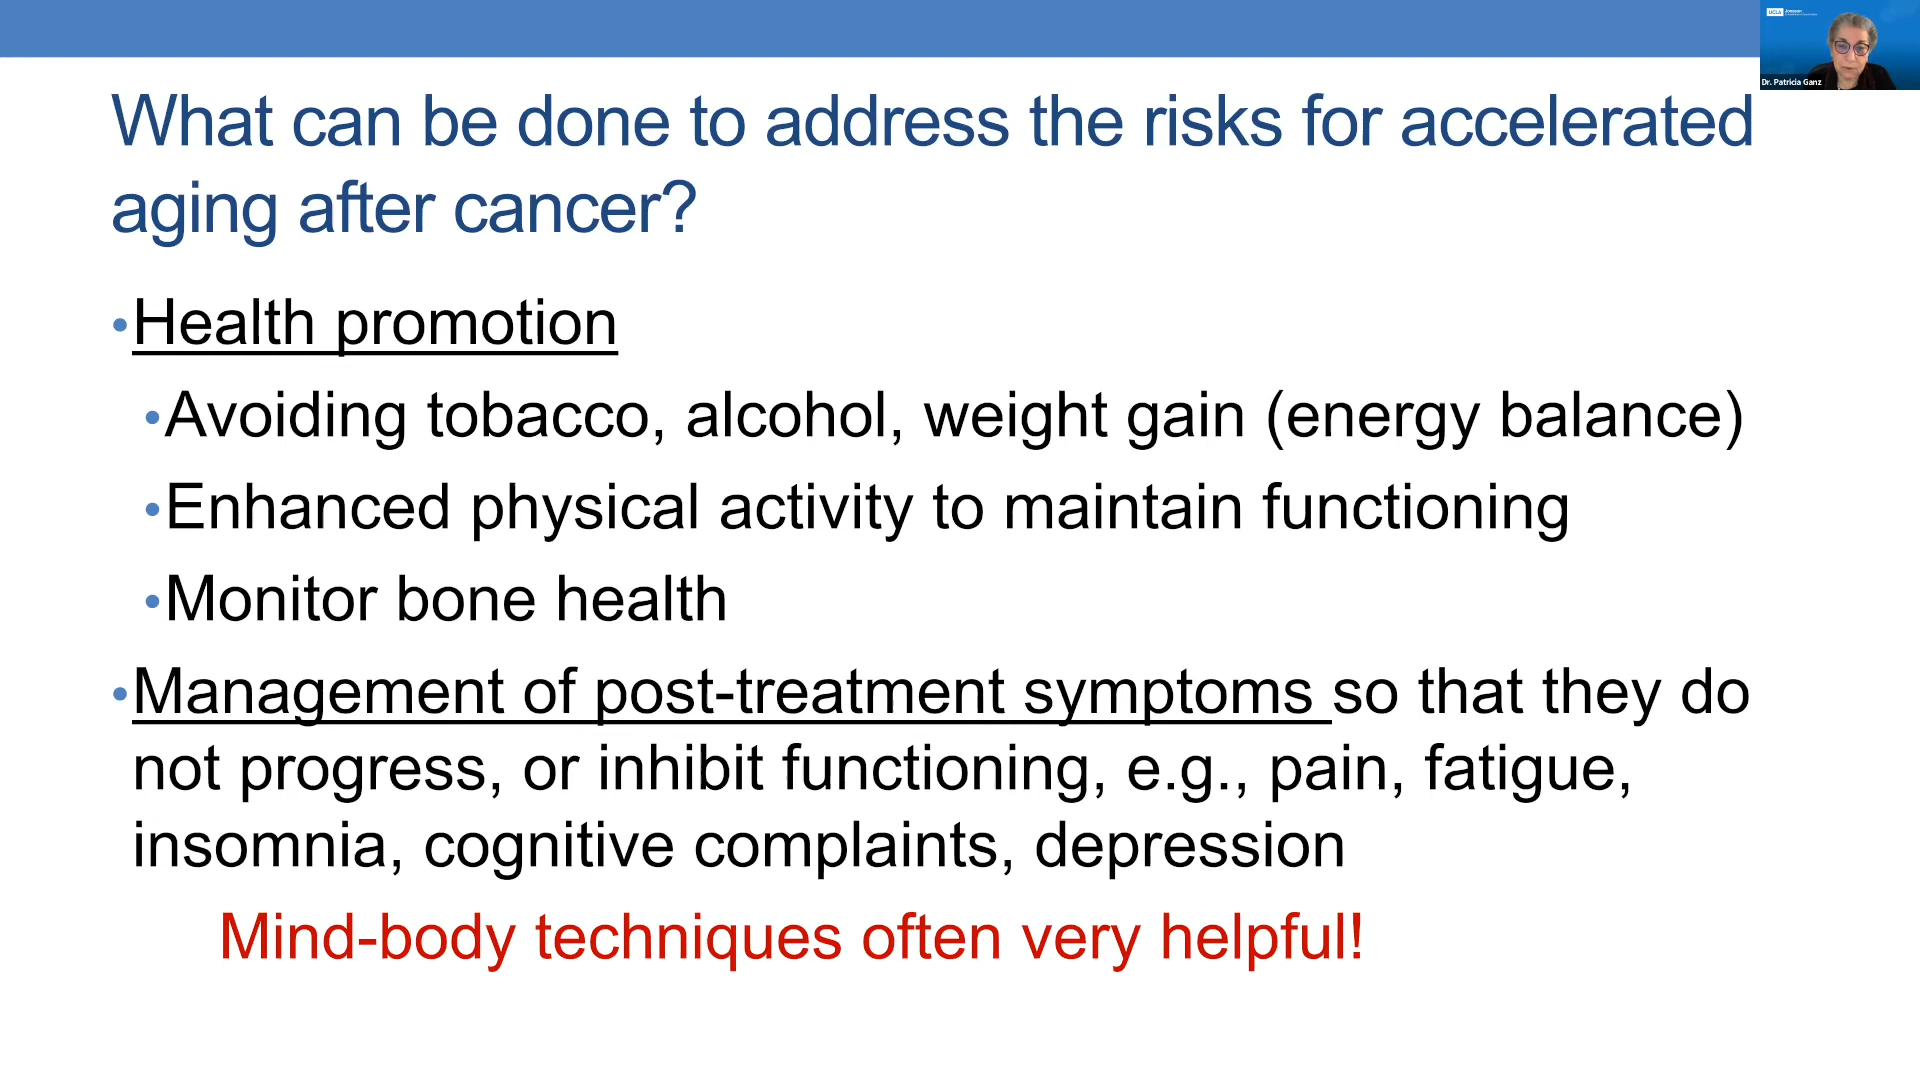 UCLA Jonsson
Dr. Patricia Ganz
What can be done to address the risks for accelerated
aging after cancer?
•Health promotion
•Avoiding tobacco, alcohol, weight gain (energy balance)
•Enhanced physical activity to maintain functioning
•Monitor bone health
•Management of post-treatment symptoms so that they do
not progress, or inhibit functioning, e.g., pain, fatigue,
insomnia, cognitive complaints, depression
Mind-body techniques often very helpful!